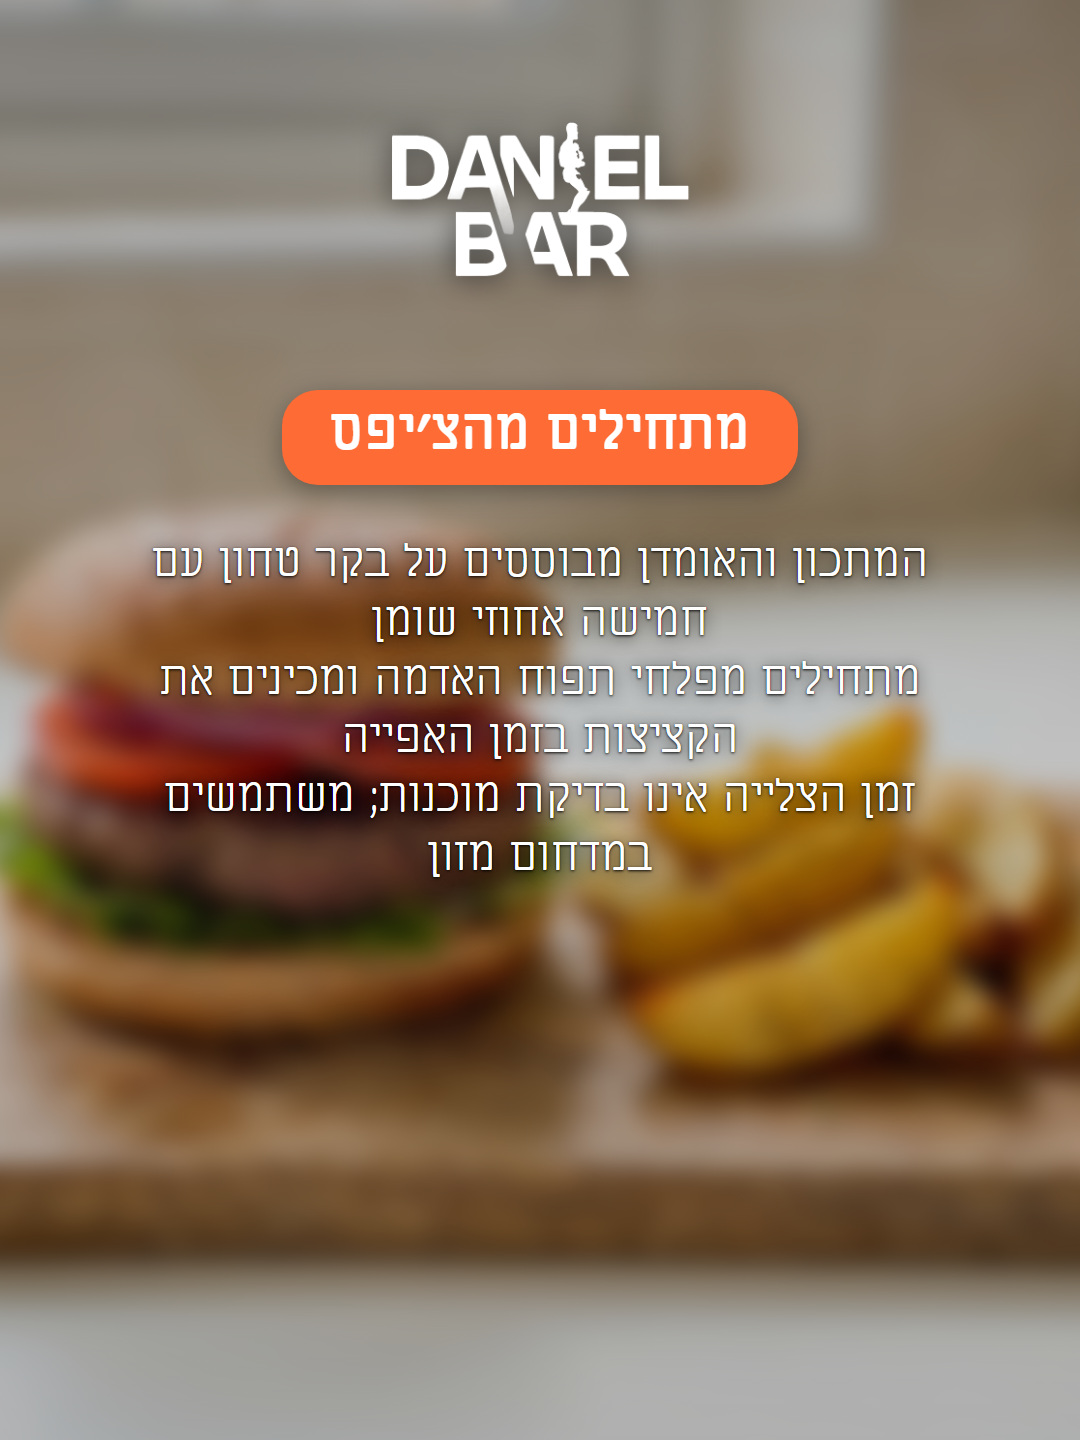 DANIEL
BAR
מתחילים מהצ׳יפס
המתכון והאומדן מבוססים על בקר טחון עם
חמישה אחוזי שומן
מתחילים מפלחי תפוח האדמה ומכינים את
הקציצות בזמן האפייה
זמן הצלייה אינו בדיקת מוכנות; משתמשים
במדחום מזון